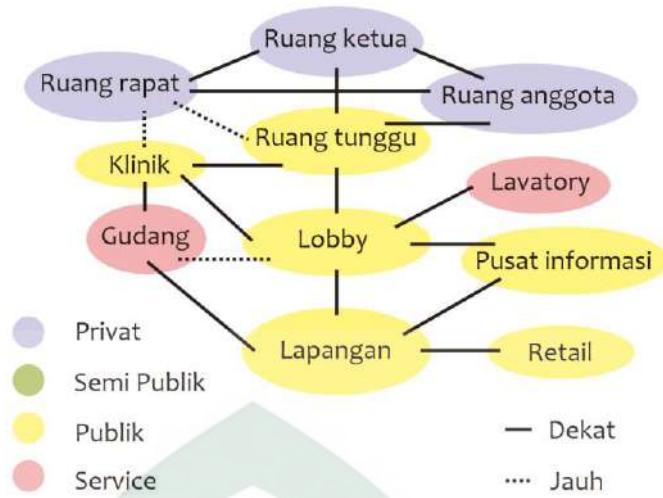 Ruang ketua
Ruang rapat
Ruang anggota
Ruang tunggu
Klinik
Lavatory
Gudang
Lobby
Pusat informasi
Lapangan
Retail
Privat
Semi Publik
Publik
Service
Dekat
Jauh